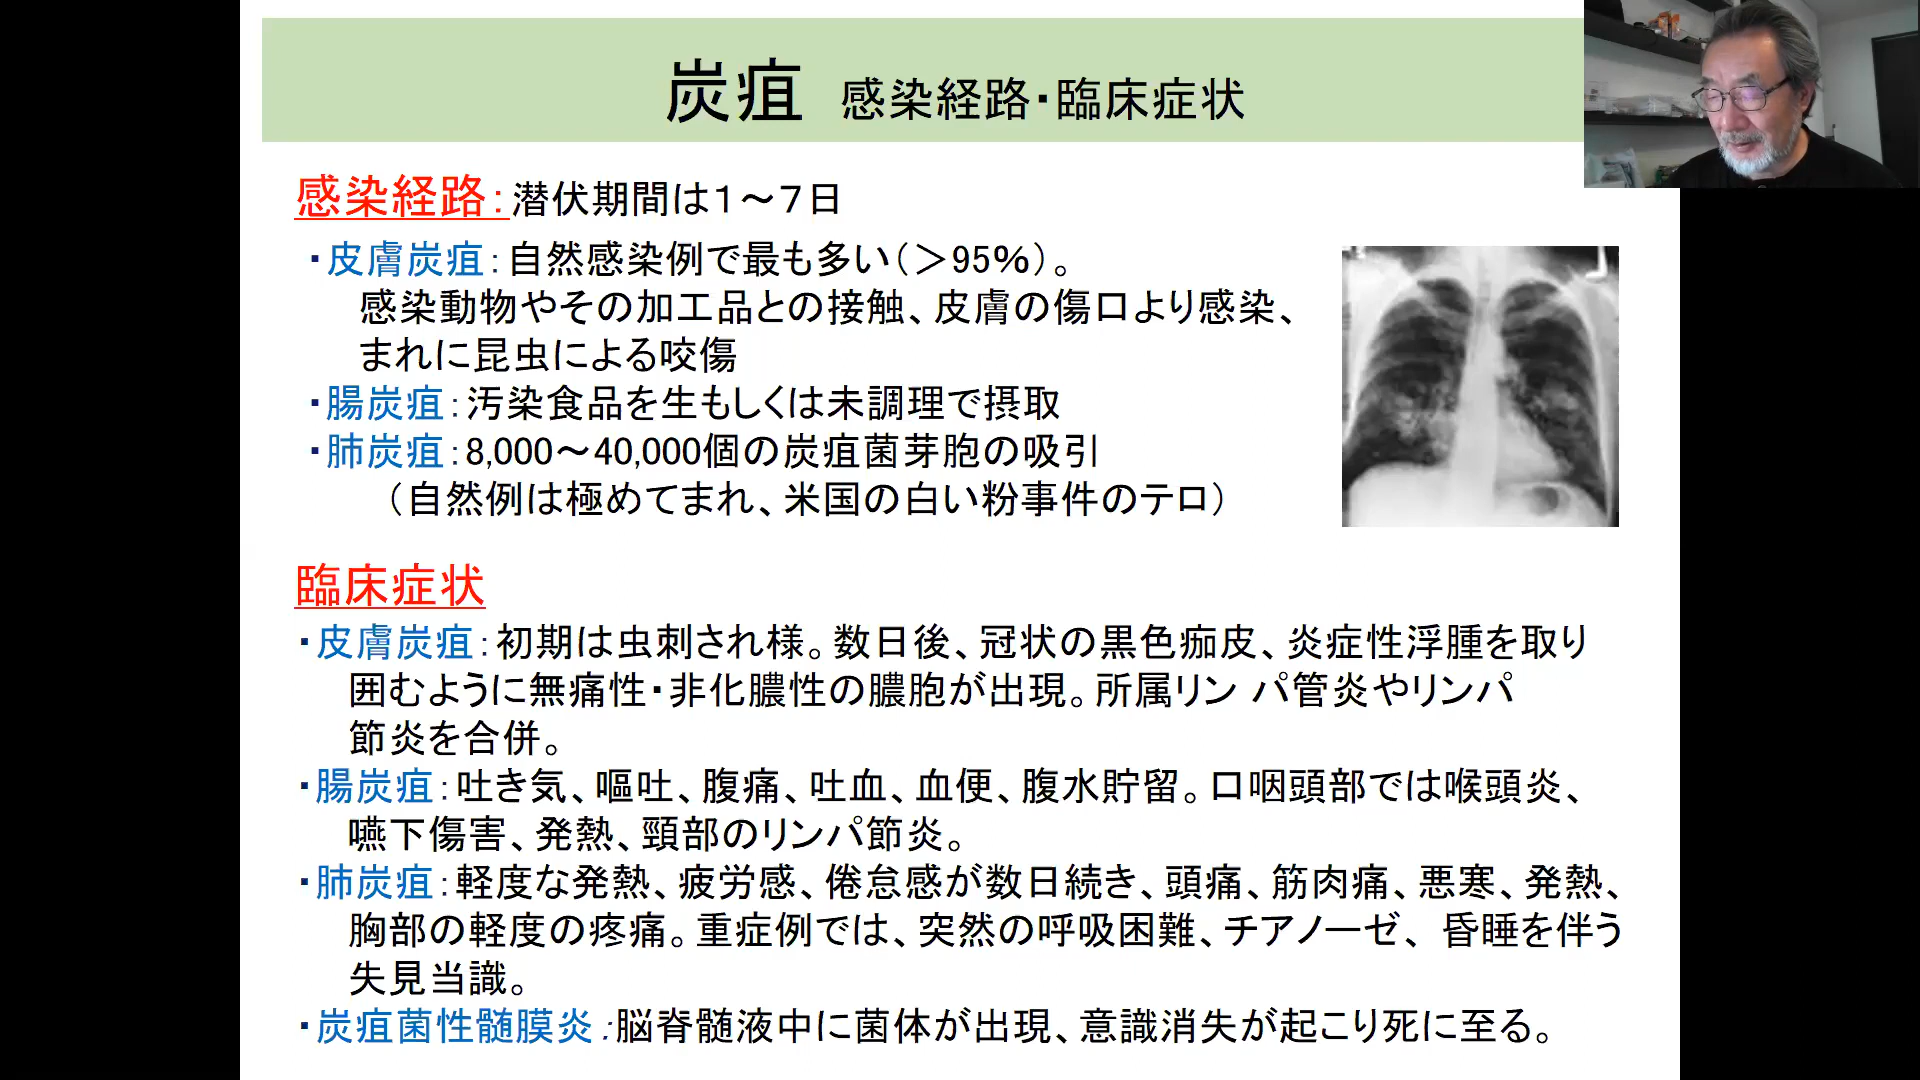 炭疽 感染経路・臨床症状
感染経路：潜伏期間は１～７日
・皮膚炭疽：自然感染例で最も多い（＞95％）。
感染動物やその加工品との接触、皮膚の傷口より感染、
まれに昆虫による咬傷
・腸炭疽：汚染食品を生もしくは未調理で摂取
・肺炭疽：8,000～40,000個の炭疽菌芽胞の吸引
（自然例は極めてまれ、米国の白い粉事件のテロ）
臨床症状
・皮膚炭疽：初期は虫刺され様。数日後、冠状の黒色痂皮、炎症性浮腫を取り
囲むように無痛性・非化膿性の膿胞が出現。所属リン パ管炎やリンパ
節炎を合併。
・腸炭疽：吐き気、嘔吐、腹痛、吐血、血便、腹水貯留。口咽頭部では喉頭炎、
嚥下傷害、発熱、頸部のリンパ節炎。
・肺炭疽：軽度な発熱、疲労感、倦怠感が数日続き、頭痛、筋肉痛、悪寒、発熱、
胸部の軽度の疼痛。重症例では、突然の呼吸困難、チアノーゼ、 昏睡を伴う
失見当識。
・炭疽菌性髄膜炎：脳脊髄液中に菌体が出現、意識消失が起こり死に至る。